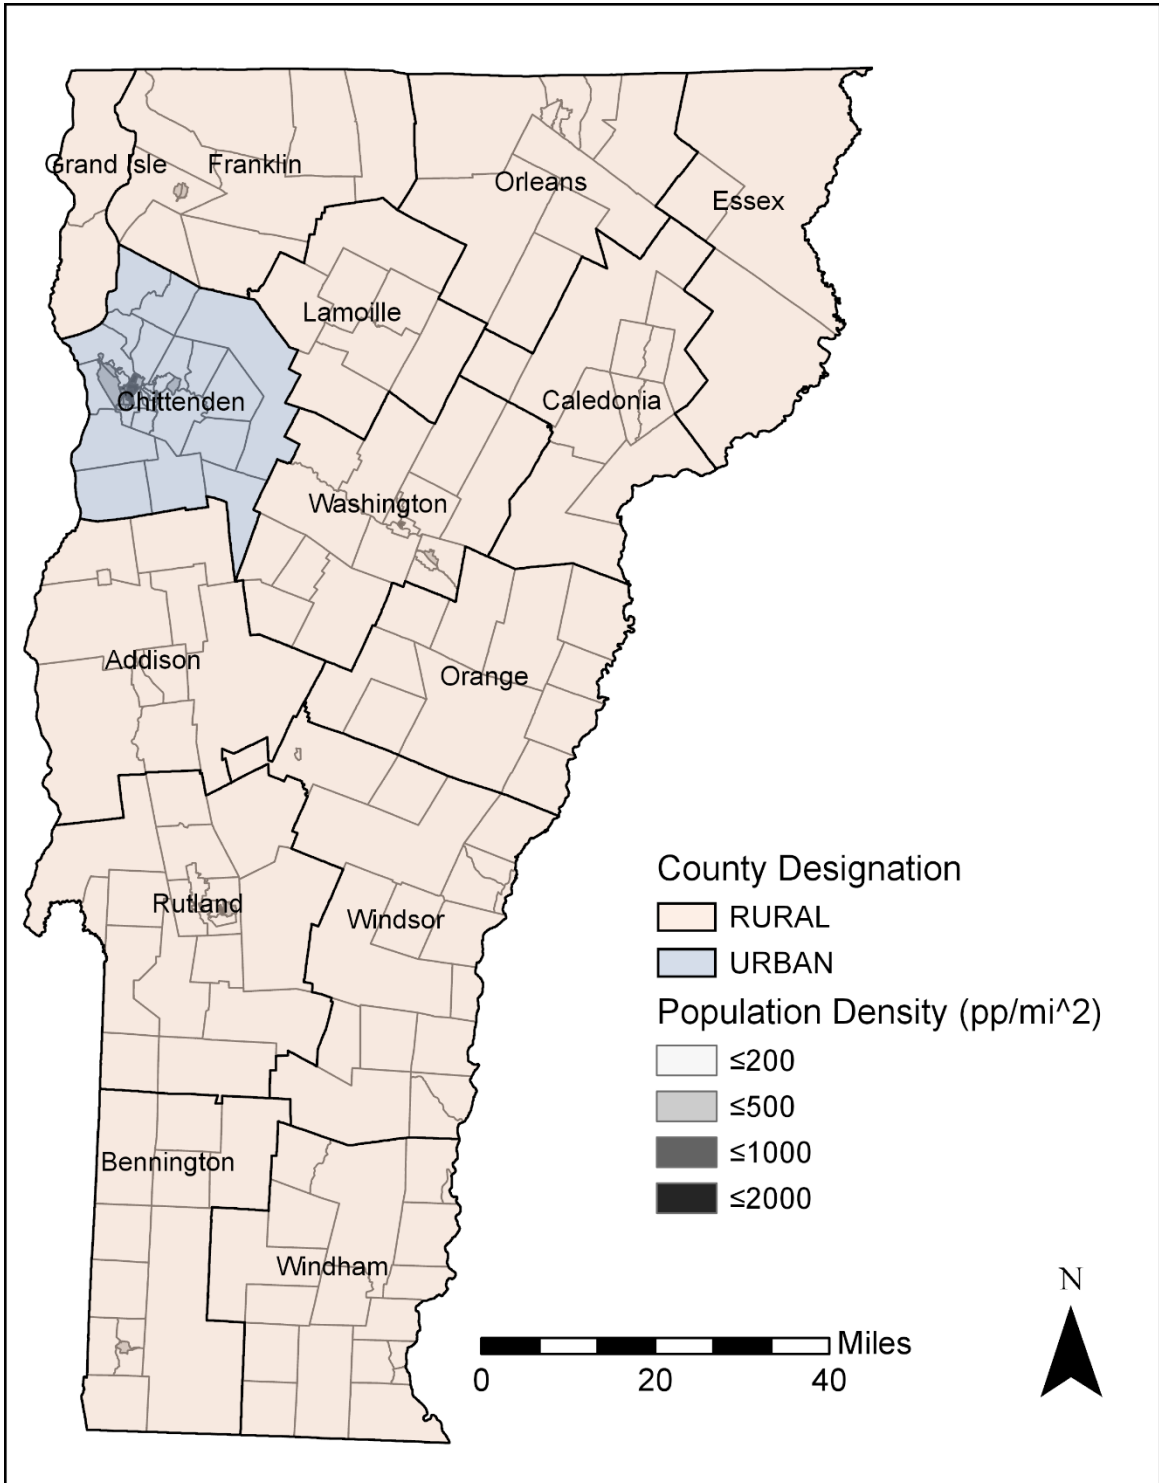 Grand Isle
Franklin
Orleans
Essex
Lamoille
Chittenden
Caledonia
Washington
Addison
Orange
Rutland
Windsor
Bennington
Windham
County Designation
RURAL
URBAN
Population Density (pp/mi^2)
≤200
≤500
≤1000
≤2000
N
Miles
0 20 40